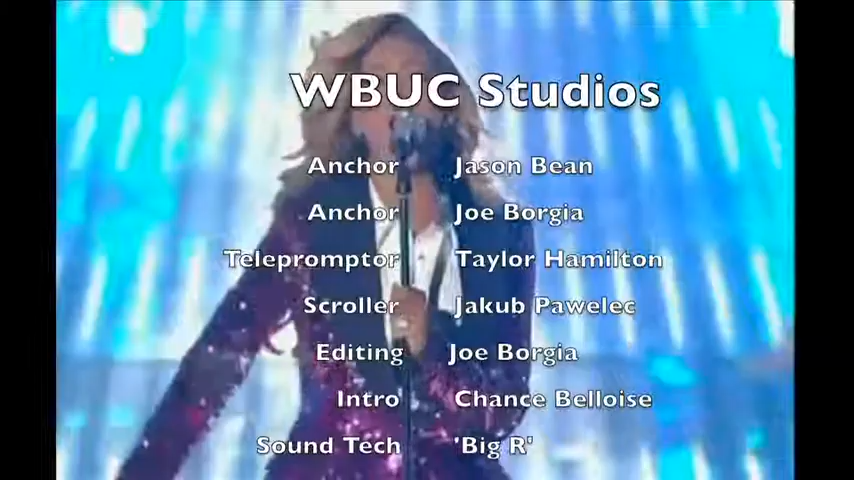 WBUC Studios
Anchor Jason Bean
Anchor Joe Borgia
Telepromptor Taylor Hamilton
Scroller Jakub Pawelec
Editing Joe Borgia
Intro Chance Belloise
Sound Tech 'Big R'